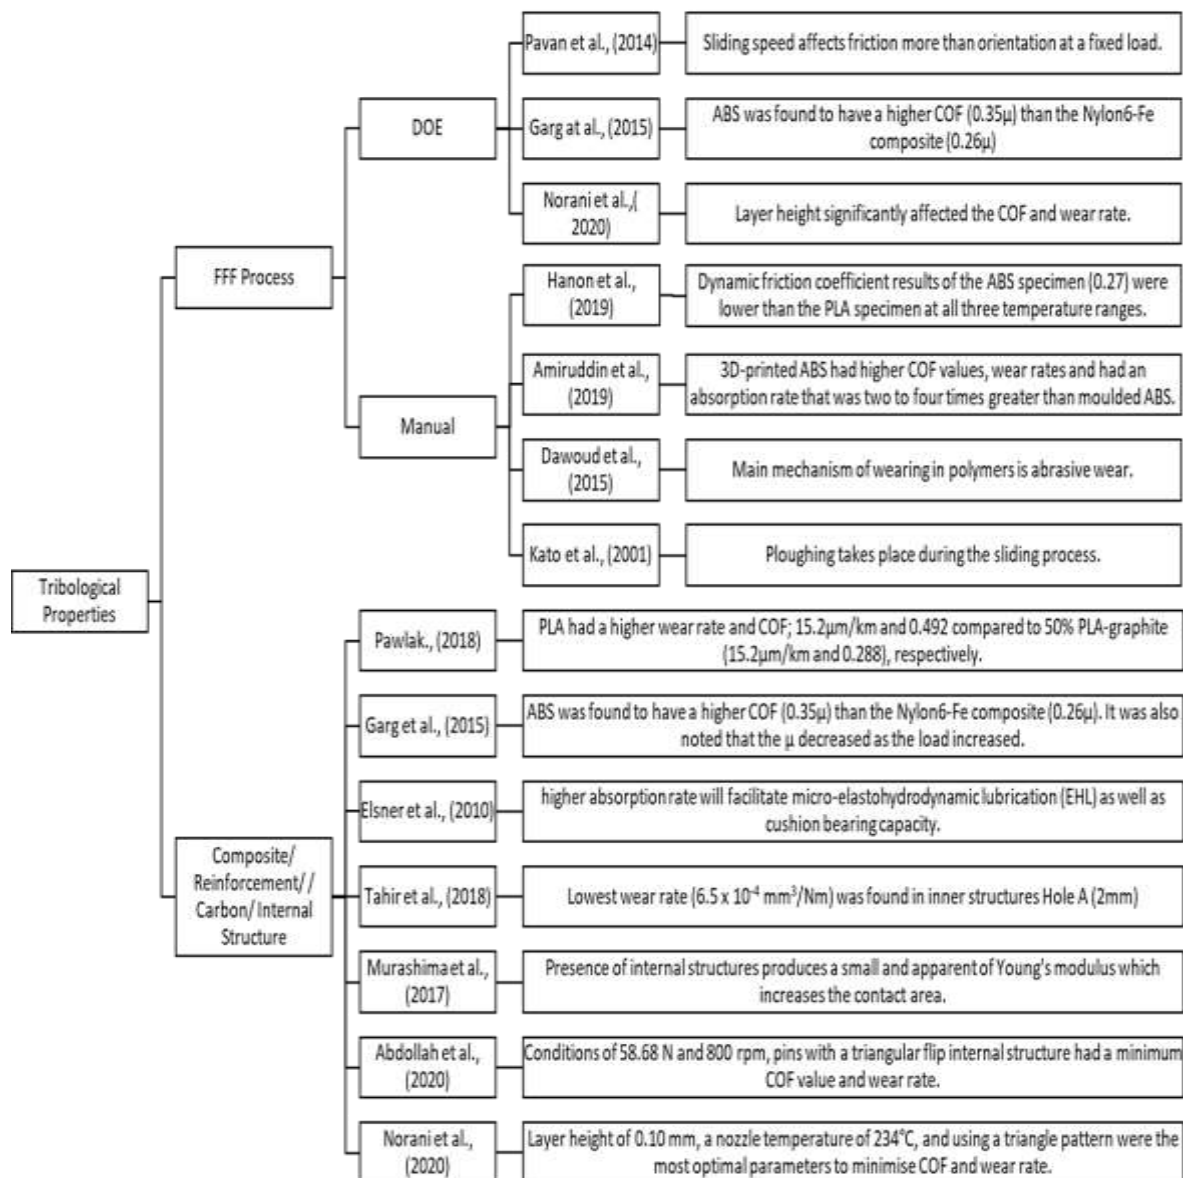 Tribological
Properties
FFF Process
DOE
Pavan et al., (2014)
Sliding speed affects friction more than orientation at a fixed load.
Garg at al., (2015)
ABS was found to have a higher COF (0.35μ) than the Nylon6-Fe
composite (0.26μ)
Norani et al.,(
2020)
Layer height significantly affected the COF and wear rate.
Manual
Hanon et al.,
(2019)
Dynamic friction coefficient results of the ABS specimen (0.27) were
lower than the PLA specimen at all three temperature ranges.
Amiruddin et al.,
(2019)
3D-printed ABS had higher COF values, wear rates and had an
absorption rate that was two to four times greater than moulded ABS.
Dawoud et al.,
(2015)
Main mechanism of wearing in polymers is abrasive wear.
Kato et al., (2001)
Ploughing takes place during the sliding process.
Composite/
Reinforcement/ /
Carbon/ Internal
Structure
Pawlak., (2018)
PLA had a higher wear rate and COF; 15.2μm/km and 0.492 compared to 50% PLA-graphite
(15.2μm/km and 0.288), respectively.
Garg et al., (2015)
ABS was found to have a higher COF (0.35μ) than the Nylon6-Fe composite (0.26μ). It was also
noted that the μ decreased as the load increased.
Elsner et al., (2010)
higher absorption rate will facilitate micro-elastohydrodynamic lubrication (EHL) as well as
cushion bearing capacity.
Tahir et al., (2018)
Lowest wear rate (6.5 x 10⁻⁴ mm³/Nm) was found in inner structures Hole A (2mm)
Murashima et al.,
(2017)
Presence of internal structures produces a small and apparent of Young's modulus which
increases the contact area.
Abdollah et al.,
(2020)
Conditions of 58.68 N and 800 rpm, pins with a triangular flip internal structure had a minimum
COF value and wear rate.
Norani et al.,
(2020)
Layer height of 0.10 mm, a nozzle temperature of 234°C, and using a triangle pattern were the
most optimal parameters to minimise COF and wear rate.